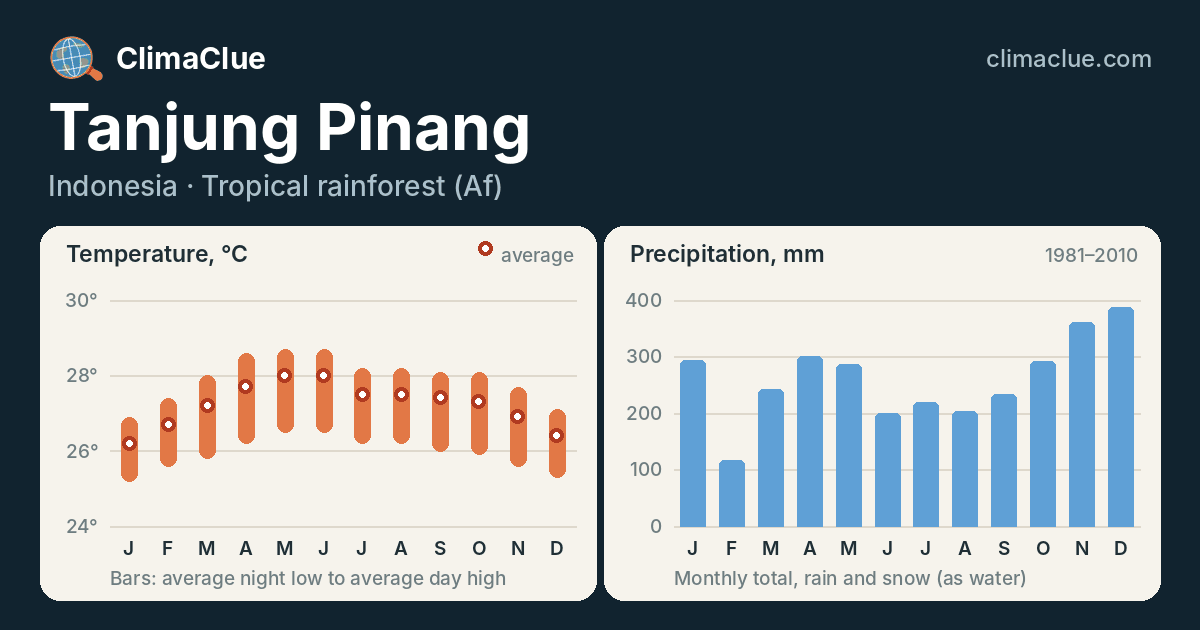 ClimaClue
climaclue.com
Tanjung Pinang
Indonesia · Tropical rainforest (Af)
Temperature, °C
average
30°
28°
26°
24°
J F M A M J J A S O N D
Bars: average night low to average day high
Precipitation, mm
1981–2010
400
300
200
100
0
J F M A M J J A S O N D
Monthly total, rain and snow (as water)